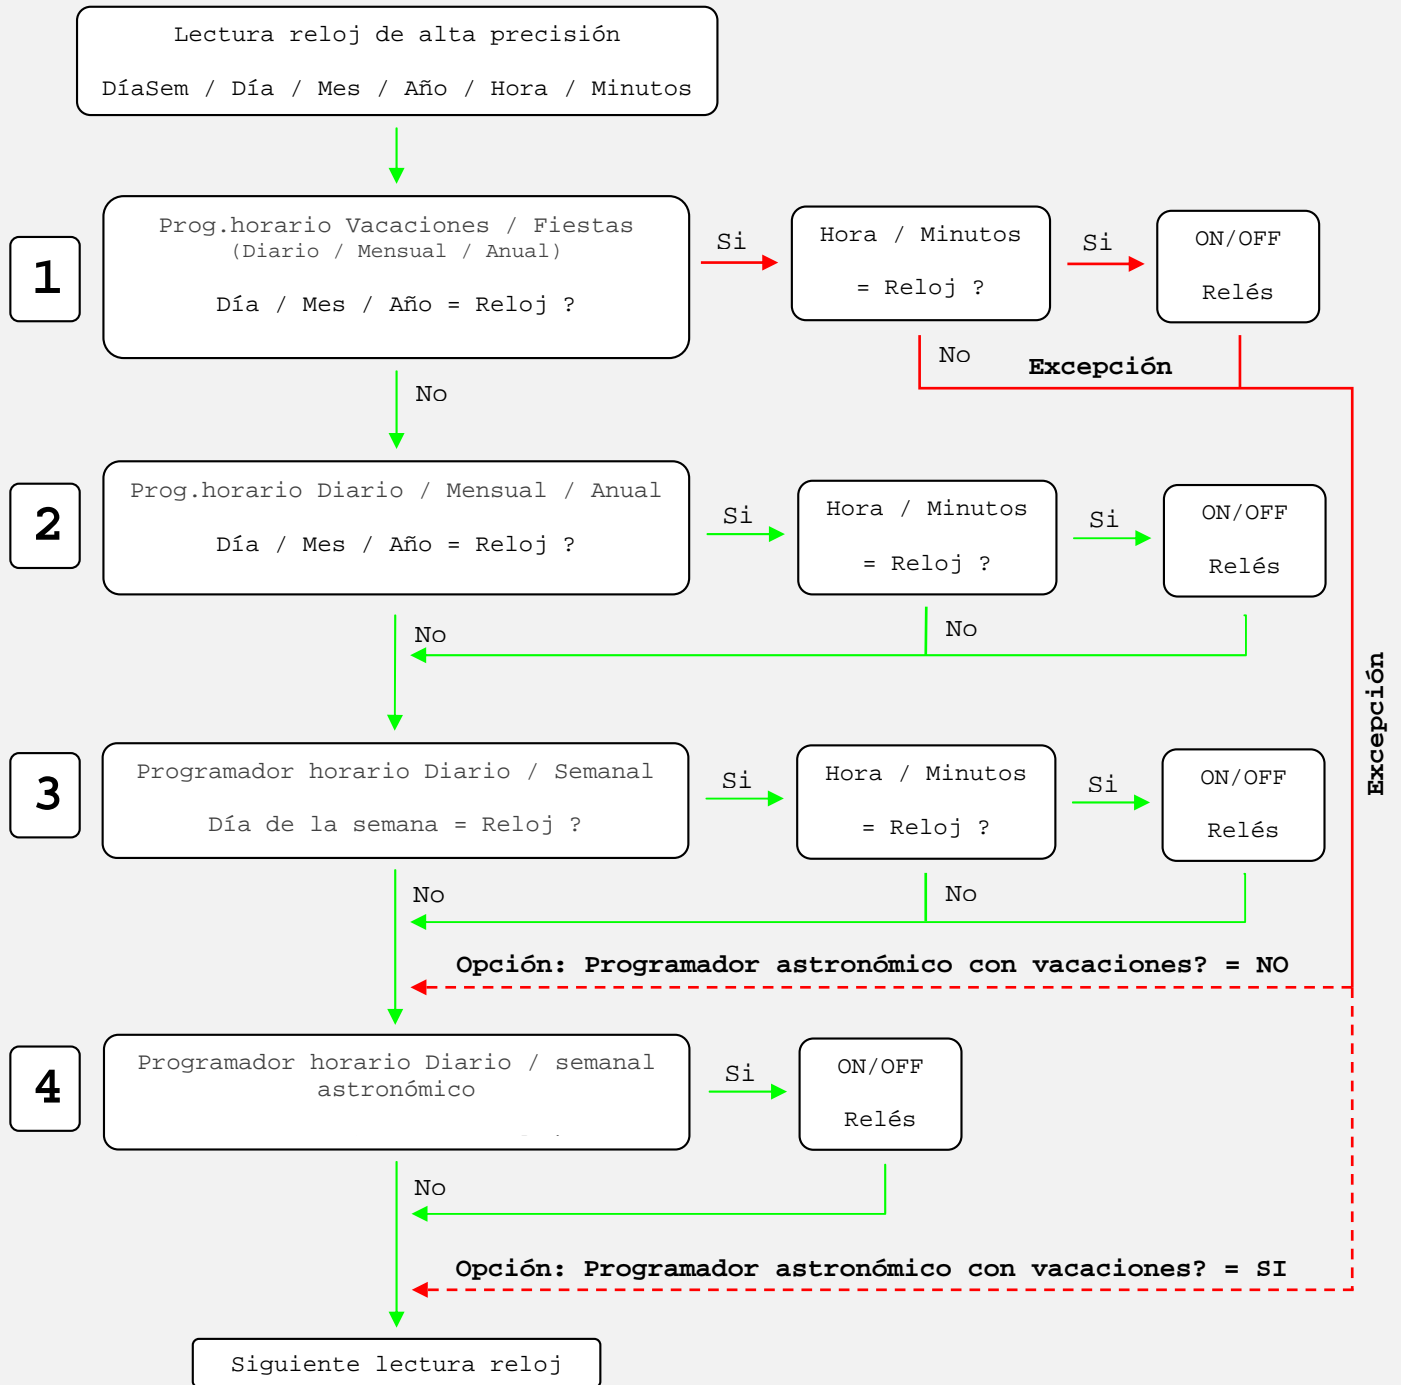 Lectura reloj de alta precisión
DíaSem / Día / Mes / Año / Hora / Minutos
1
Prog.horario Vacaciones / Fiestas
(Diario / Mensual / Anual)
Día / Mes / Año = Reloj ?
Si
Hora / Minutos
= Reloj ?
Si
ON/OFF
Relés
No
Excepción
No
2
Prog.horario Diario / Mensual / Anual
Día / Mes / Año = Reloj ?
Si
Hora / Minutos
= Reloj ?
Si
ON/OFF
Relés
No
No
Excepción
3
Programador horario Diario / Semanal
Día de la semana = Reloj ?
Si
Hora / Minutos
= Reloj ?
Si
ON/OFF
Relés
No
No
Opción: Programador astronómico con vacaciones? = NO
4
Programador horario Diario / semanal
astronómico
Si
ON/OFF
Relés
No
Opción: Programador astronómico con vacaciones? = SI
Siguiente lectura reloj